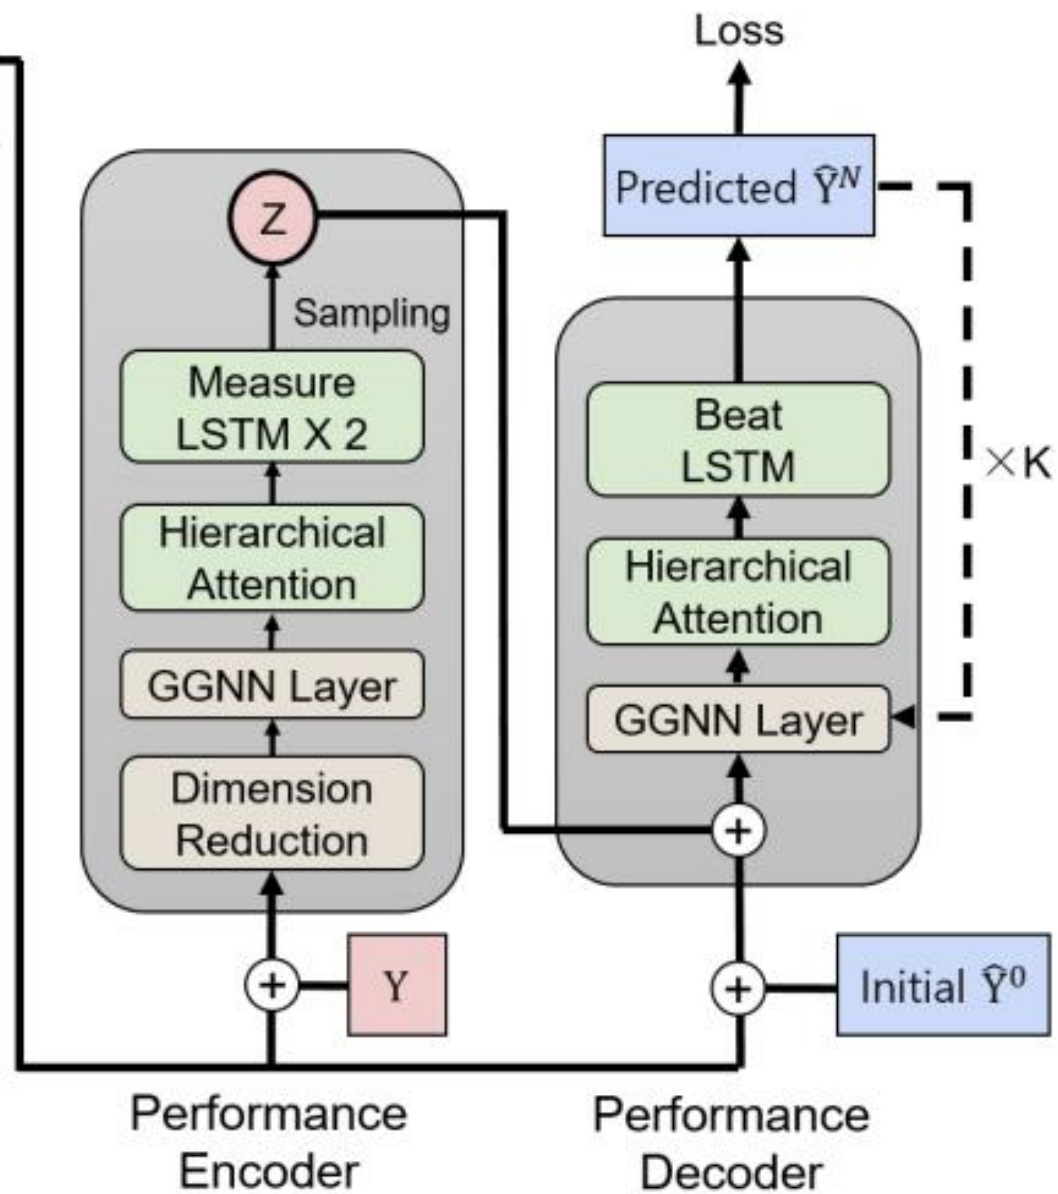 Loss
Predicted Ŷᴺ
Z
Sampling
Measure
LSTM X 2
Hierarchical
Attention
GGNN Layer
Dimension
Reduction
Y
Beat
LSTM
×K
Hierarchical
Attention
GGNN Layer
+
+
+
Initial Ŷ⁰
Performance
Encoder
Performance
Decoder